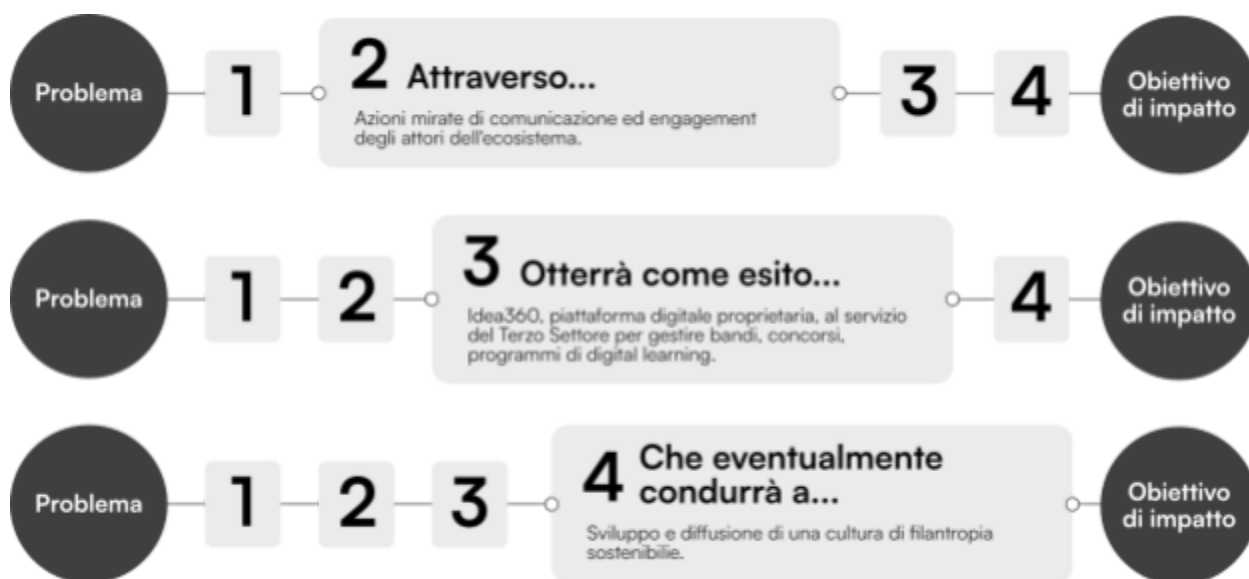 Problema
1
2 Attraverso...
Azioni mirate di comunicazione ed engagement
degli attori dell'ecosistema.
3
4
Obiettivo
di impatto
Problema
1
2
3 Otterrà come esito...
Idea360, piattaforma digitale proprietaria, al servizio
del Terzo Settore per gestire bandi, concorsi,
programmi di digital learning.
4
Obiettivo
di impatto
Problema
1
2
3
4 Che eventualmente
condurrà a...
Sviluppo e diffusione di una cultura di filantropia
sostenibilie.
Obiettivo
di impatto